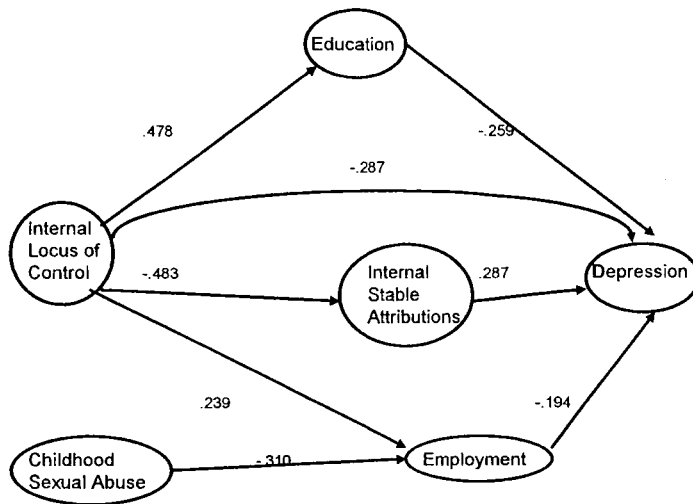 Education
.478
-.259
-.287
Internal
Locus of
Control
-.483
Internal
Stable
Attributions
.287
Depression
.239
-.194
Childhood
Sexual Abuse
-.310
Employment